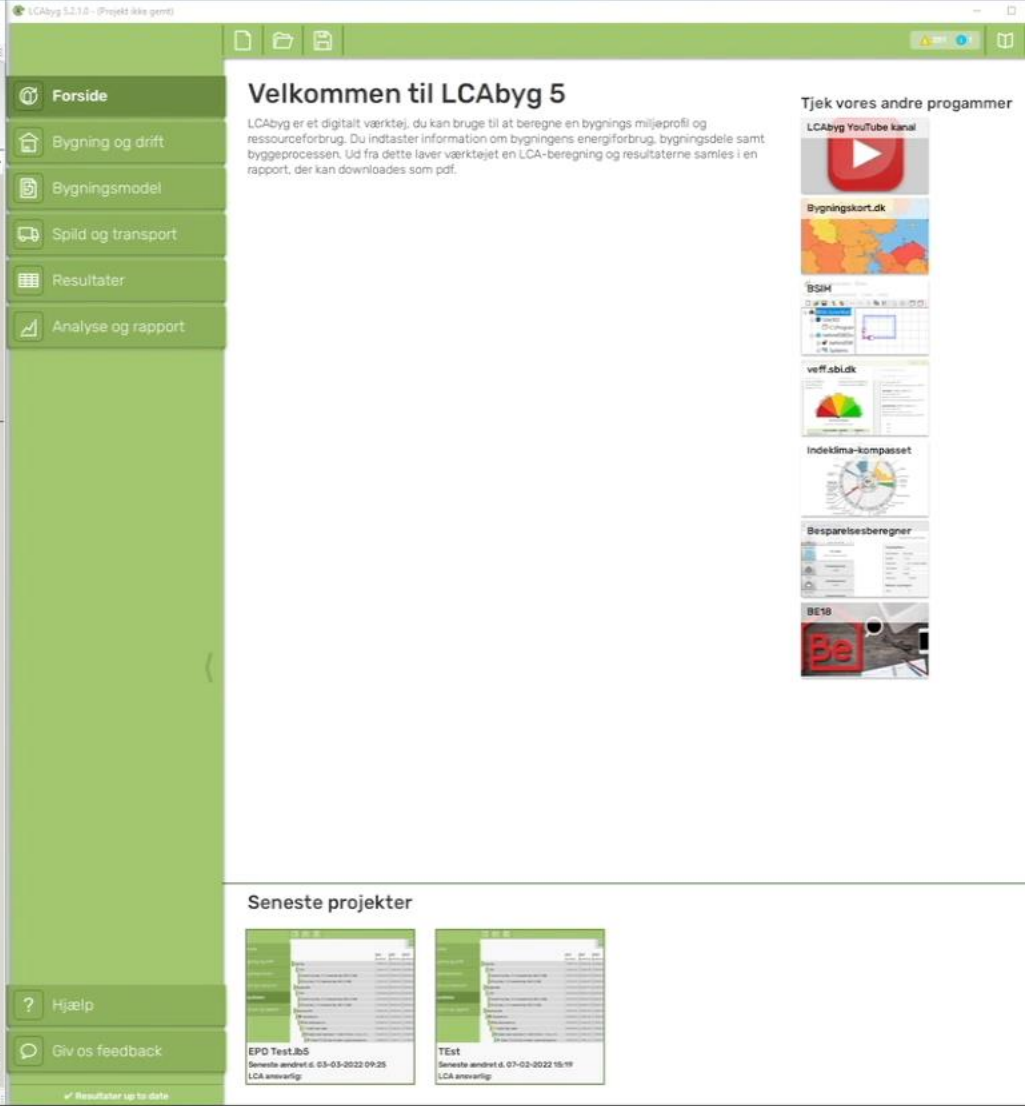 LCAbyg 5.2.1.0 - (Projekt ikke gemt)
Forside
Bygning og drift
Bygningsmodel
Spild og transport
Resultater
Analyse og rapport
Velkommen til LCAbyg 5
LCAbyg er et digitalt værktøj, du kan bruge til at beregne en bygnings miljøprofil og
ressourceforbrug. Du indtaster information om bygningens energiforbrug, bygningsdele samt
byggeprocessen. Ud fra dette laver værktøjet en LCA-beregning og resultaterne samles i en
rapport, der kan downloades som pdf.
Tjek vores andre progammer
LCAbyg YouTube kanal
Bygningskort.dk
BSIM
veff.sbi.dk
Indeklima-kompasset
Besparelsesberegner
BE18
Be
Seneste projekter
EPD Test.lb5
Seneste ændret d. 03-03-2022 09:25
LCA ansvarlig:
TEst
Seneste ændret d. 07-02-2022 15:19
LCA ansvarlig:
Hjælp
Giv os feedback
✔ Resultater up to date